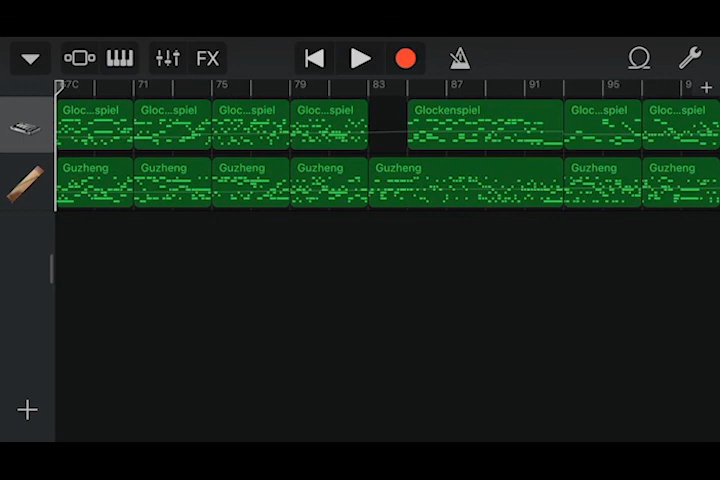 FX
67C 71 75 79 83 87 91 95 9
Gloc...spiel Gloc...spiel Gloc...spiel Gloc...spiel Glockenspiel Gloc...spiel Gloc...spiel
Guzheng Guzheng Guzheng Guzheng Guzheng Guzheng Guzheng